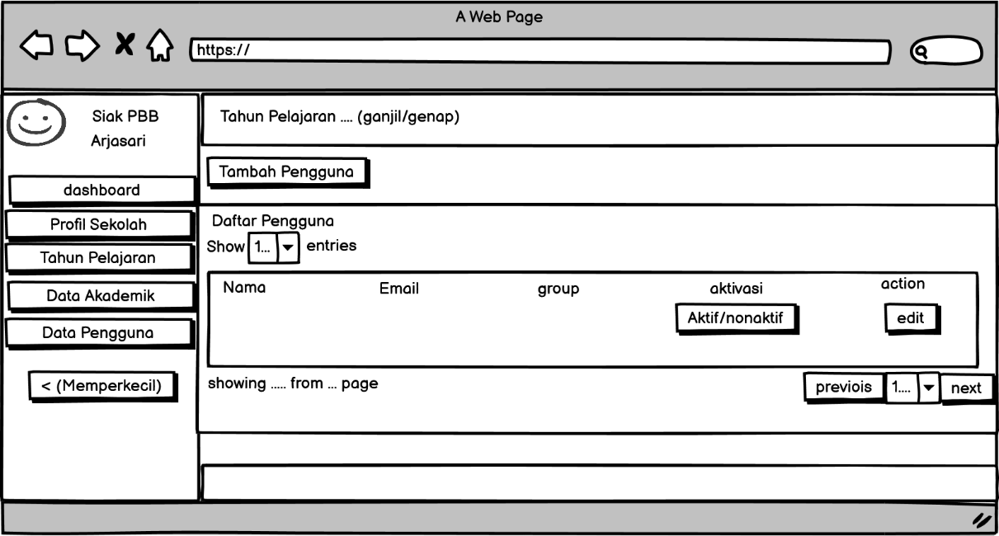 A Web Page
https://
Siak PBB
Arjasari
dashboard
Profil Sekolah
Tahun Pelajaran
Data Akademik
Data Pengguna
< (Memperkecil)
Tahun Pelajaran .... (ganjil/genap)
Tambah Pengguna
Daftar Pengguna
Show 1... entries
Nama Email group aktivasi action
Aktif/nonaktif edit
showing ..... from ... page
previois 1.... next